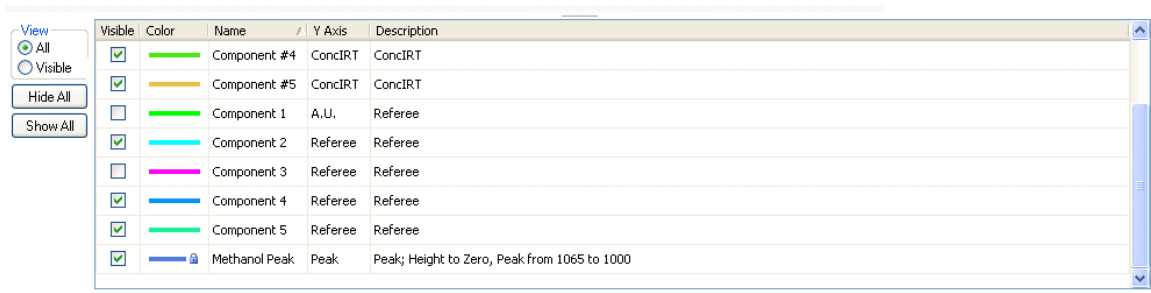 View
All
Visible
Hide All
Show All
Visible Color Name Y Axis Description
Component #4 ConcIRT ConcIRT
Component #5 ConcIRT ConcIRT
Component 1 A.U. Referee
Component 2 Referee Referee
Component 3 Referee Referee
Component 4 Referee Referee
Component 5 Referee Referee
Methanol Peak Peak Peak; Height to Zero, Peak from 1065 to 1000